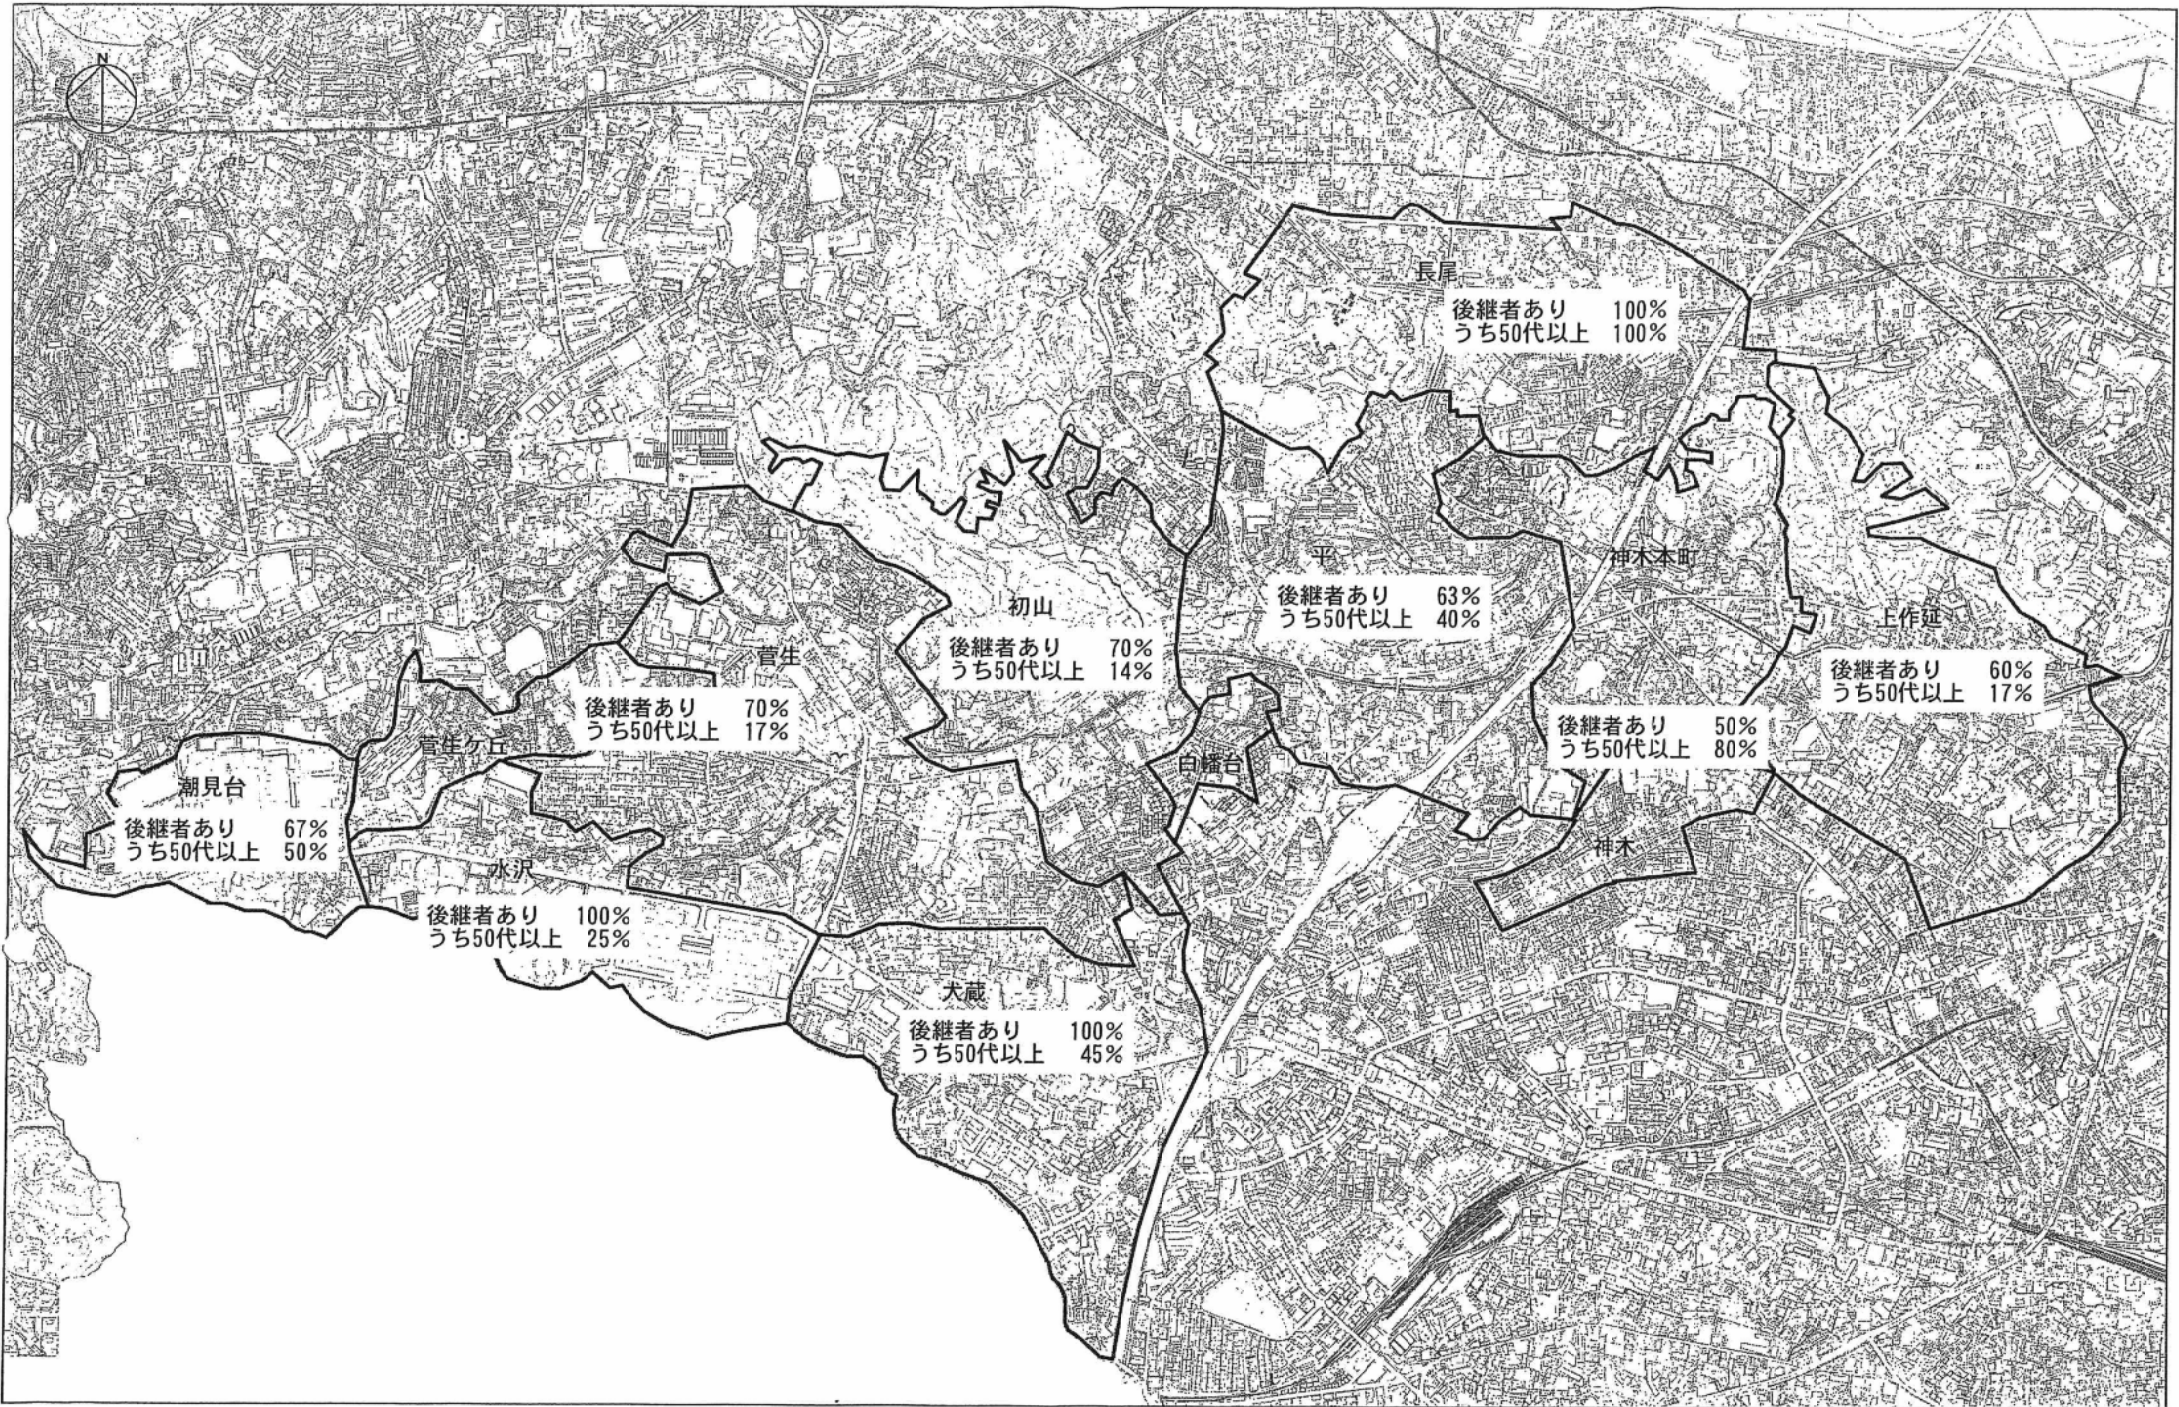 N
長尾
後継者あり 100%
うち50代以上 100%
平
後継者あり 63%
うち50代以上 40%
神木本町
後継者あり 50%
うち50代以上 80%
上作延
後継者あり 60%
うち50代以上 17%
初山
後継者あり 70%
うち50代以上 14%
菅生
後継者あり 70%
うち50代以上 17%
菅生ケ丘
白幡台
潮見台
後継者あり 67%
うち50代以上 50%
神木
水沢
後継者あり 100%
うち50代以上 25%
犬蔵
後継者あり 100%
うち50代以上 45%